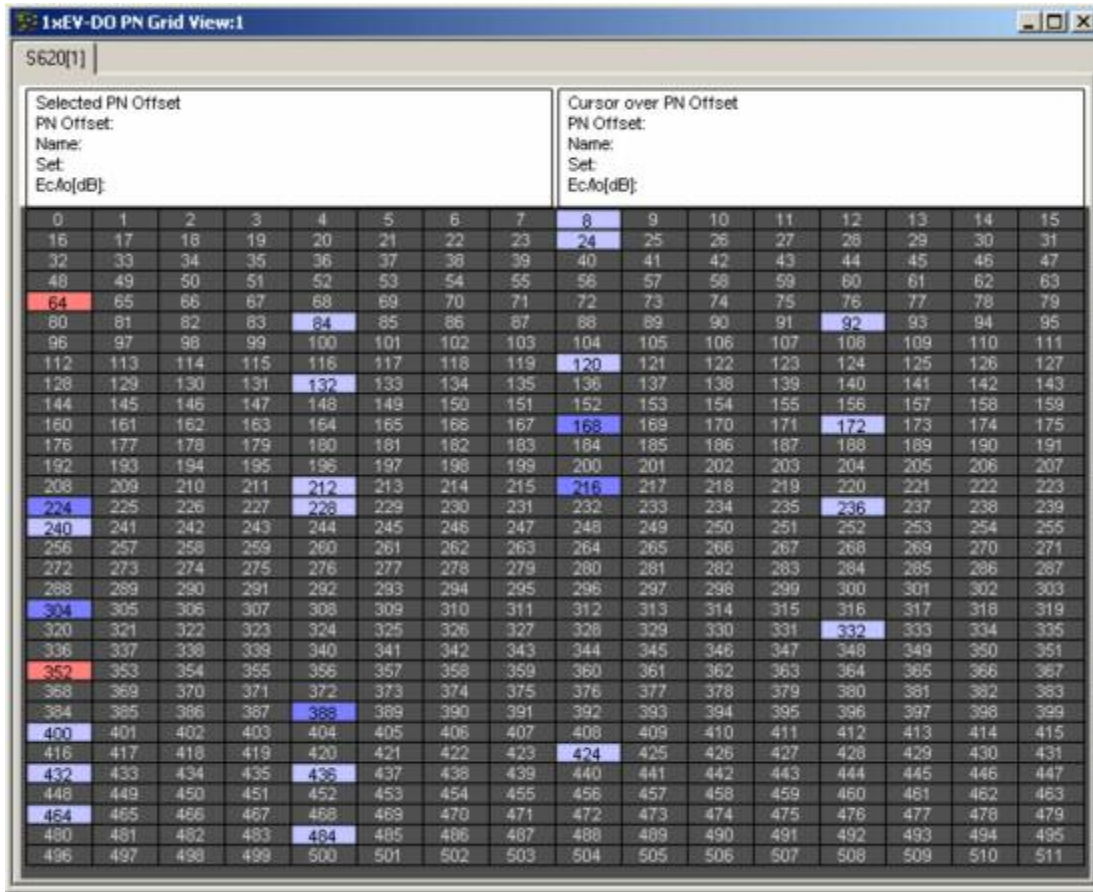 1xEV-DO PN Grid View:1
S620[1]
Selected PN Offset
PN Offset:
Name:
Set:
Ec/Io[dB]:
Cursor over PN Offset
PN Offset:
Name:
Set:
Ec/Io[dB]:
0 1 2 3 4 5 6 7 8 9 10 11 12 13 14 15
16 17 18 19 20 21 22 23 24 25 26 27 28 29 30 31
32 33 34 35 36 37 38 39 40 41 42 43 44 45 46 47
48 49 50 51 52 53 54 55 56 57 58 59 60 61 62 63
64 65 66 67 68 69 70 71 72 73 74 75 76 77 78 79
80 81 82 83 84 85 86 87 88 89 90 91 92 93 94 95
96 97 98 99 100 101 102 103 104 105 106 107 108 109 110 111
112 113 114 115 116 117 118 119 120 121 122 123 124 125 126 127
128 129 130 131 132 133 134 135 136 137 138 139 140 141 142 143
144 145 146 147 148 149 150 151 152 153 154 155 156 157 158 159
160 161 162 163 164 165 166 167 168 169 170 171 172 173 174 175
176 177 178 179 180 181 182 183 184 185 186 187 188 189 190 191
192 193 194 195 196 197 198 199 200 201 202 203 204 205 206 207
208 209 210 211 212 213 214 215 216 217 218 219 220 221 222 223
224 225 226 227 228 229 230 231 232 233 234 235 236 237 238 239
240 241 242 243 244 245 246 247 248 249 250 251 252 253 254 255
256 257 258 259 260 261 262 263 264 265 266 267 268 269 270 271
272 273 274 275 276 277 278 279 280 281 282 283 284 285 286 287
288 289 290 291 292 293 294 295 296 297 298 299 300 301 302 303
304 305 306 307 308 309 310 311 312 313 314 315 316 317 318 319
320 321 322 323 324 325 326 327 328 329 330 331 332 333 334 335
336 337 338 339 340 341 342 343 344 345 346 347 348 349 350 351
352 353 354 355 356 357 358 359 360 361 362 363 364 365 366 367
368 369 370 371 372 373 374 375 376 377 378 379 380 381 382 383
384 385 386 387 388 389 390 391 392 393 394 395 396 397 398 399
400 401 402 403 404 405 406 407 408 409 410 411 412 413 414 415
416 417 418 419 420 421 422 423 424 425 426 427 428 429 430 431
432 433 434 435 436 437 438 439 440 441 442 443 444 445 446 447
448 449 450 451 452 453 454 455 456 457 458 459 460 461 462 463
464 465 466 467 468 469 470 471 472 473 474 475 476 477 478 479
480 481 482 483 484 485 486 487 488 489 490 491 492 493 494 495
496 497 498 499 500 501 502 503 504 505 506 507 508 509 510 511